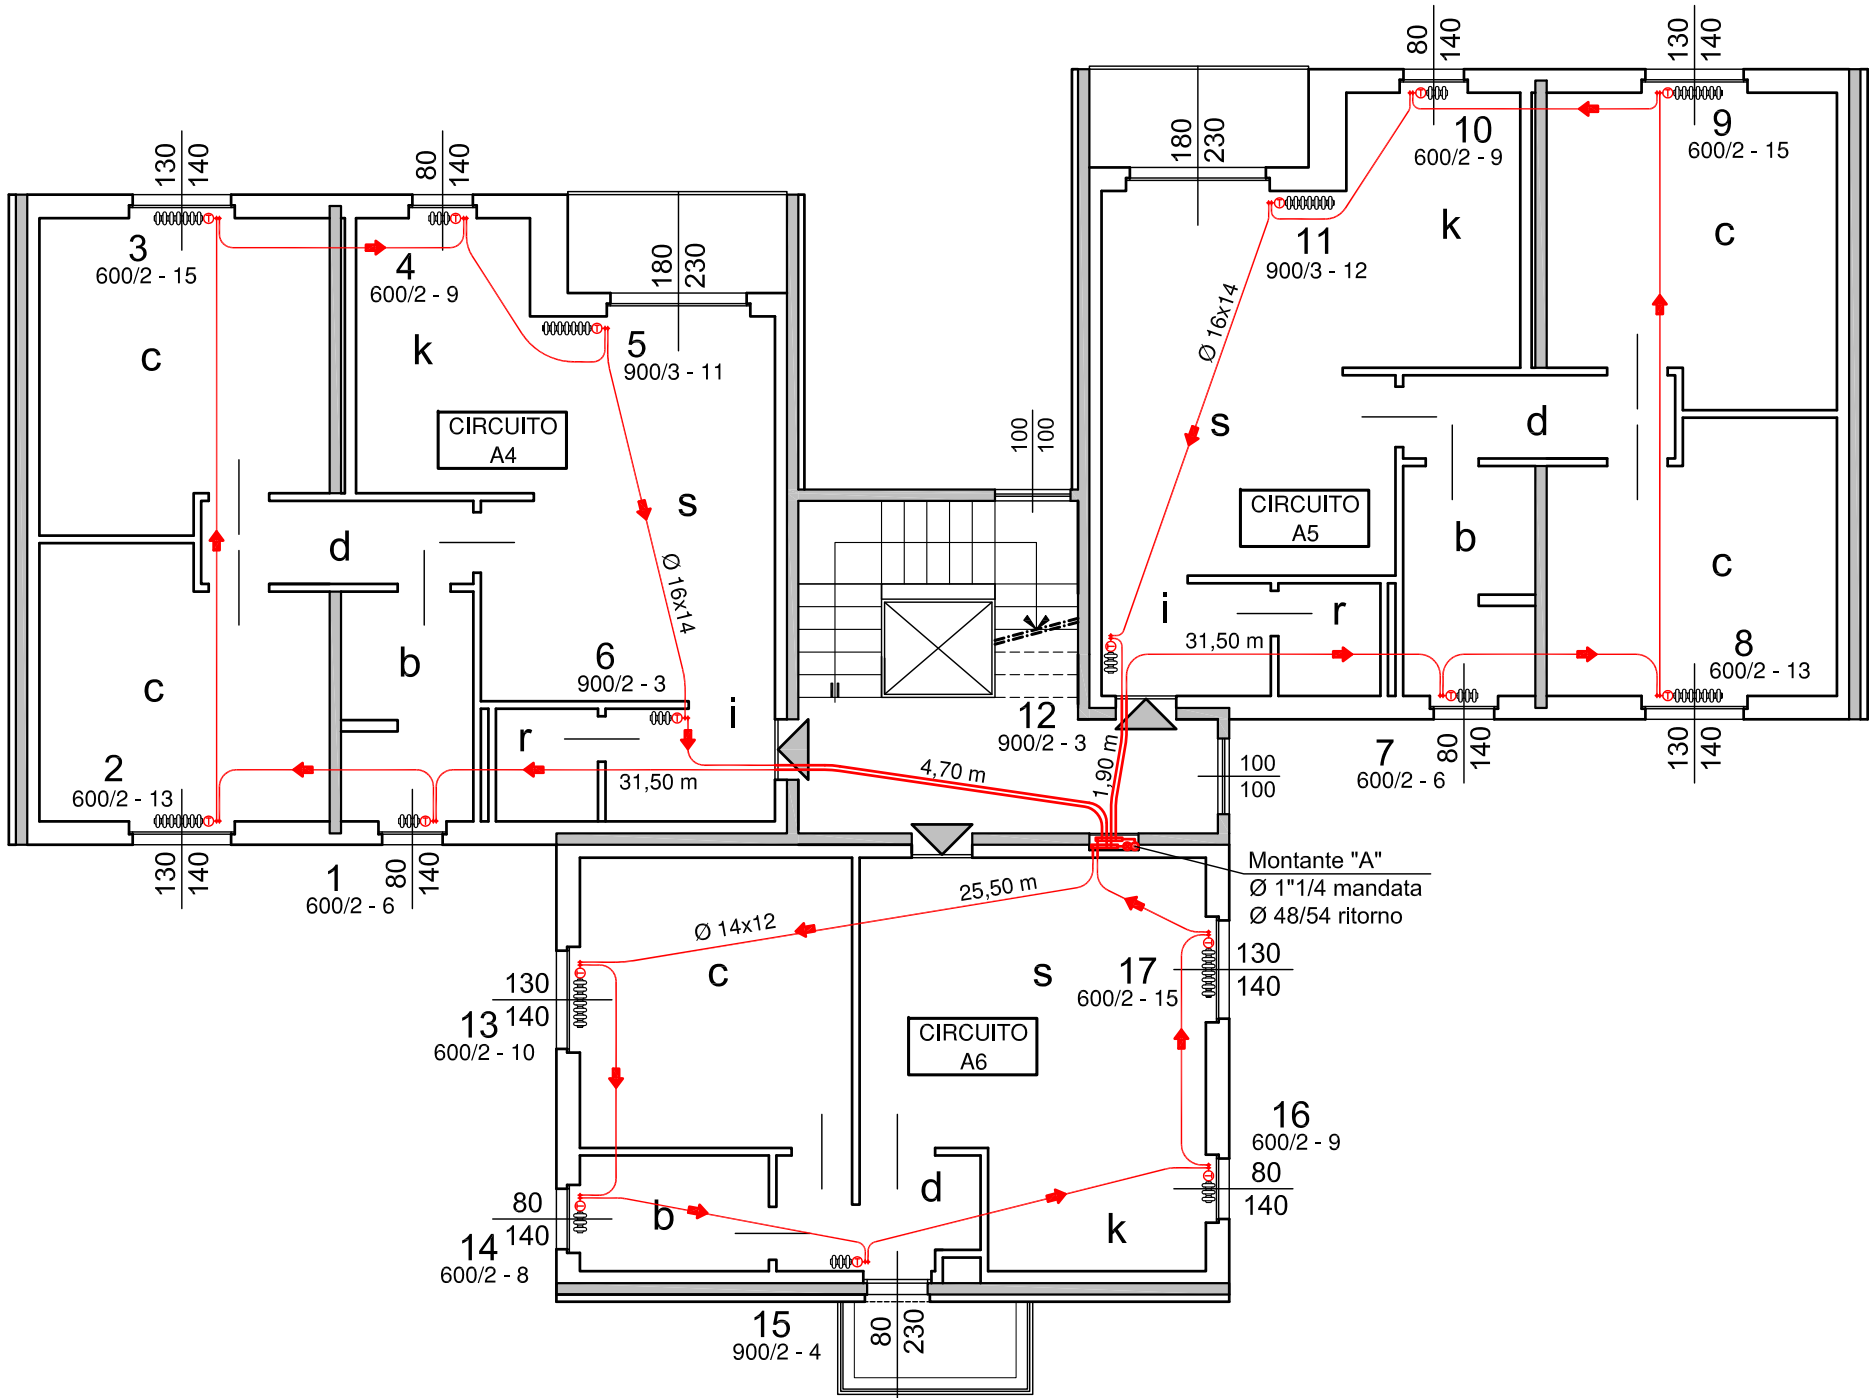 130
140
80
140
3
600/2 - 15
4
600/2 - 9
180
230
5
900/3 - 11
c
k
CIRCUITO
A4
s
d
Ø 16x14
b
c
6
900/2 - 3
i
r
31,50 m
2
600/2 - 13
130
140
1
600/2 - 6
80
140
80
140
130
140
10
600/2 - 9
9
600/2 - 15
180
230
11
900/3 - 12
k
c
Ø 16x14
s
d
100
100
CIRCUITO
A5
b
c
i
r
31,50 m
8
600/2 - 13
12
900/2 - 3
7
600/2 - 6
80
140
130
140
4,70 m
1,90 m
100
100
Montante "A"
Ø 1"1/4 mandata
Ø 48/54 ritorno
25,50 m
Ø 14x12
c
s
130
140
13
600/2 - 10
17
600/2 - 15
130
140
CIRCUITO
A6
16
600/2 - 9
80
140
d
b
k
80
140
14
600/2 - 8
15
900/2 - 4
80
230